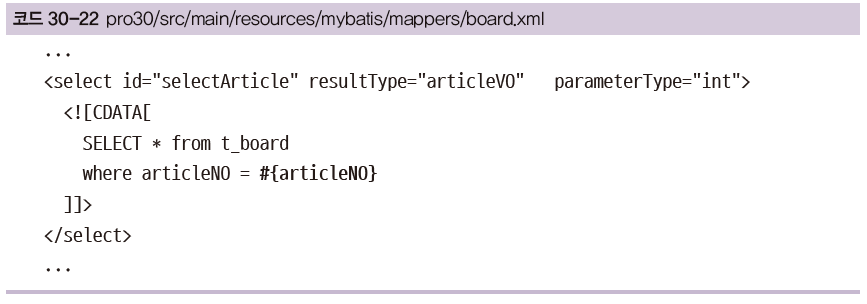 코드 30-22 pro30/src/main/resources/mybatis/mappers/board.xml
...
<select id="selectArticle" resultType="articleVO"   parameterType="int">
  <![CDATA[
    SELECT * from t_board
    where articleNO = #{articleNO}
  ]]>
</select>
...